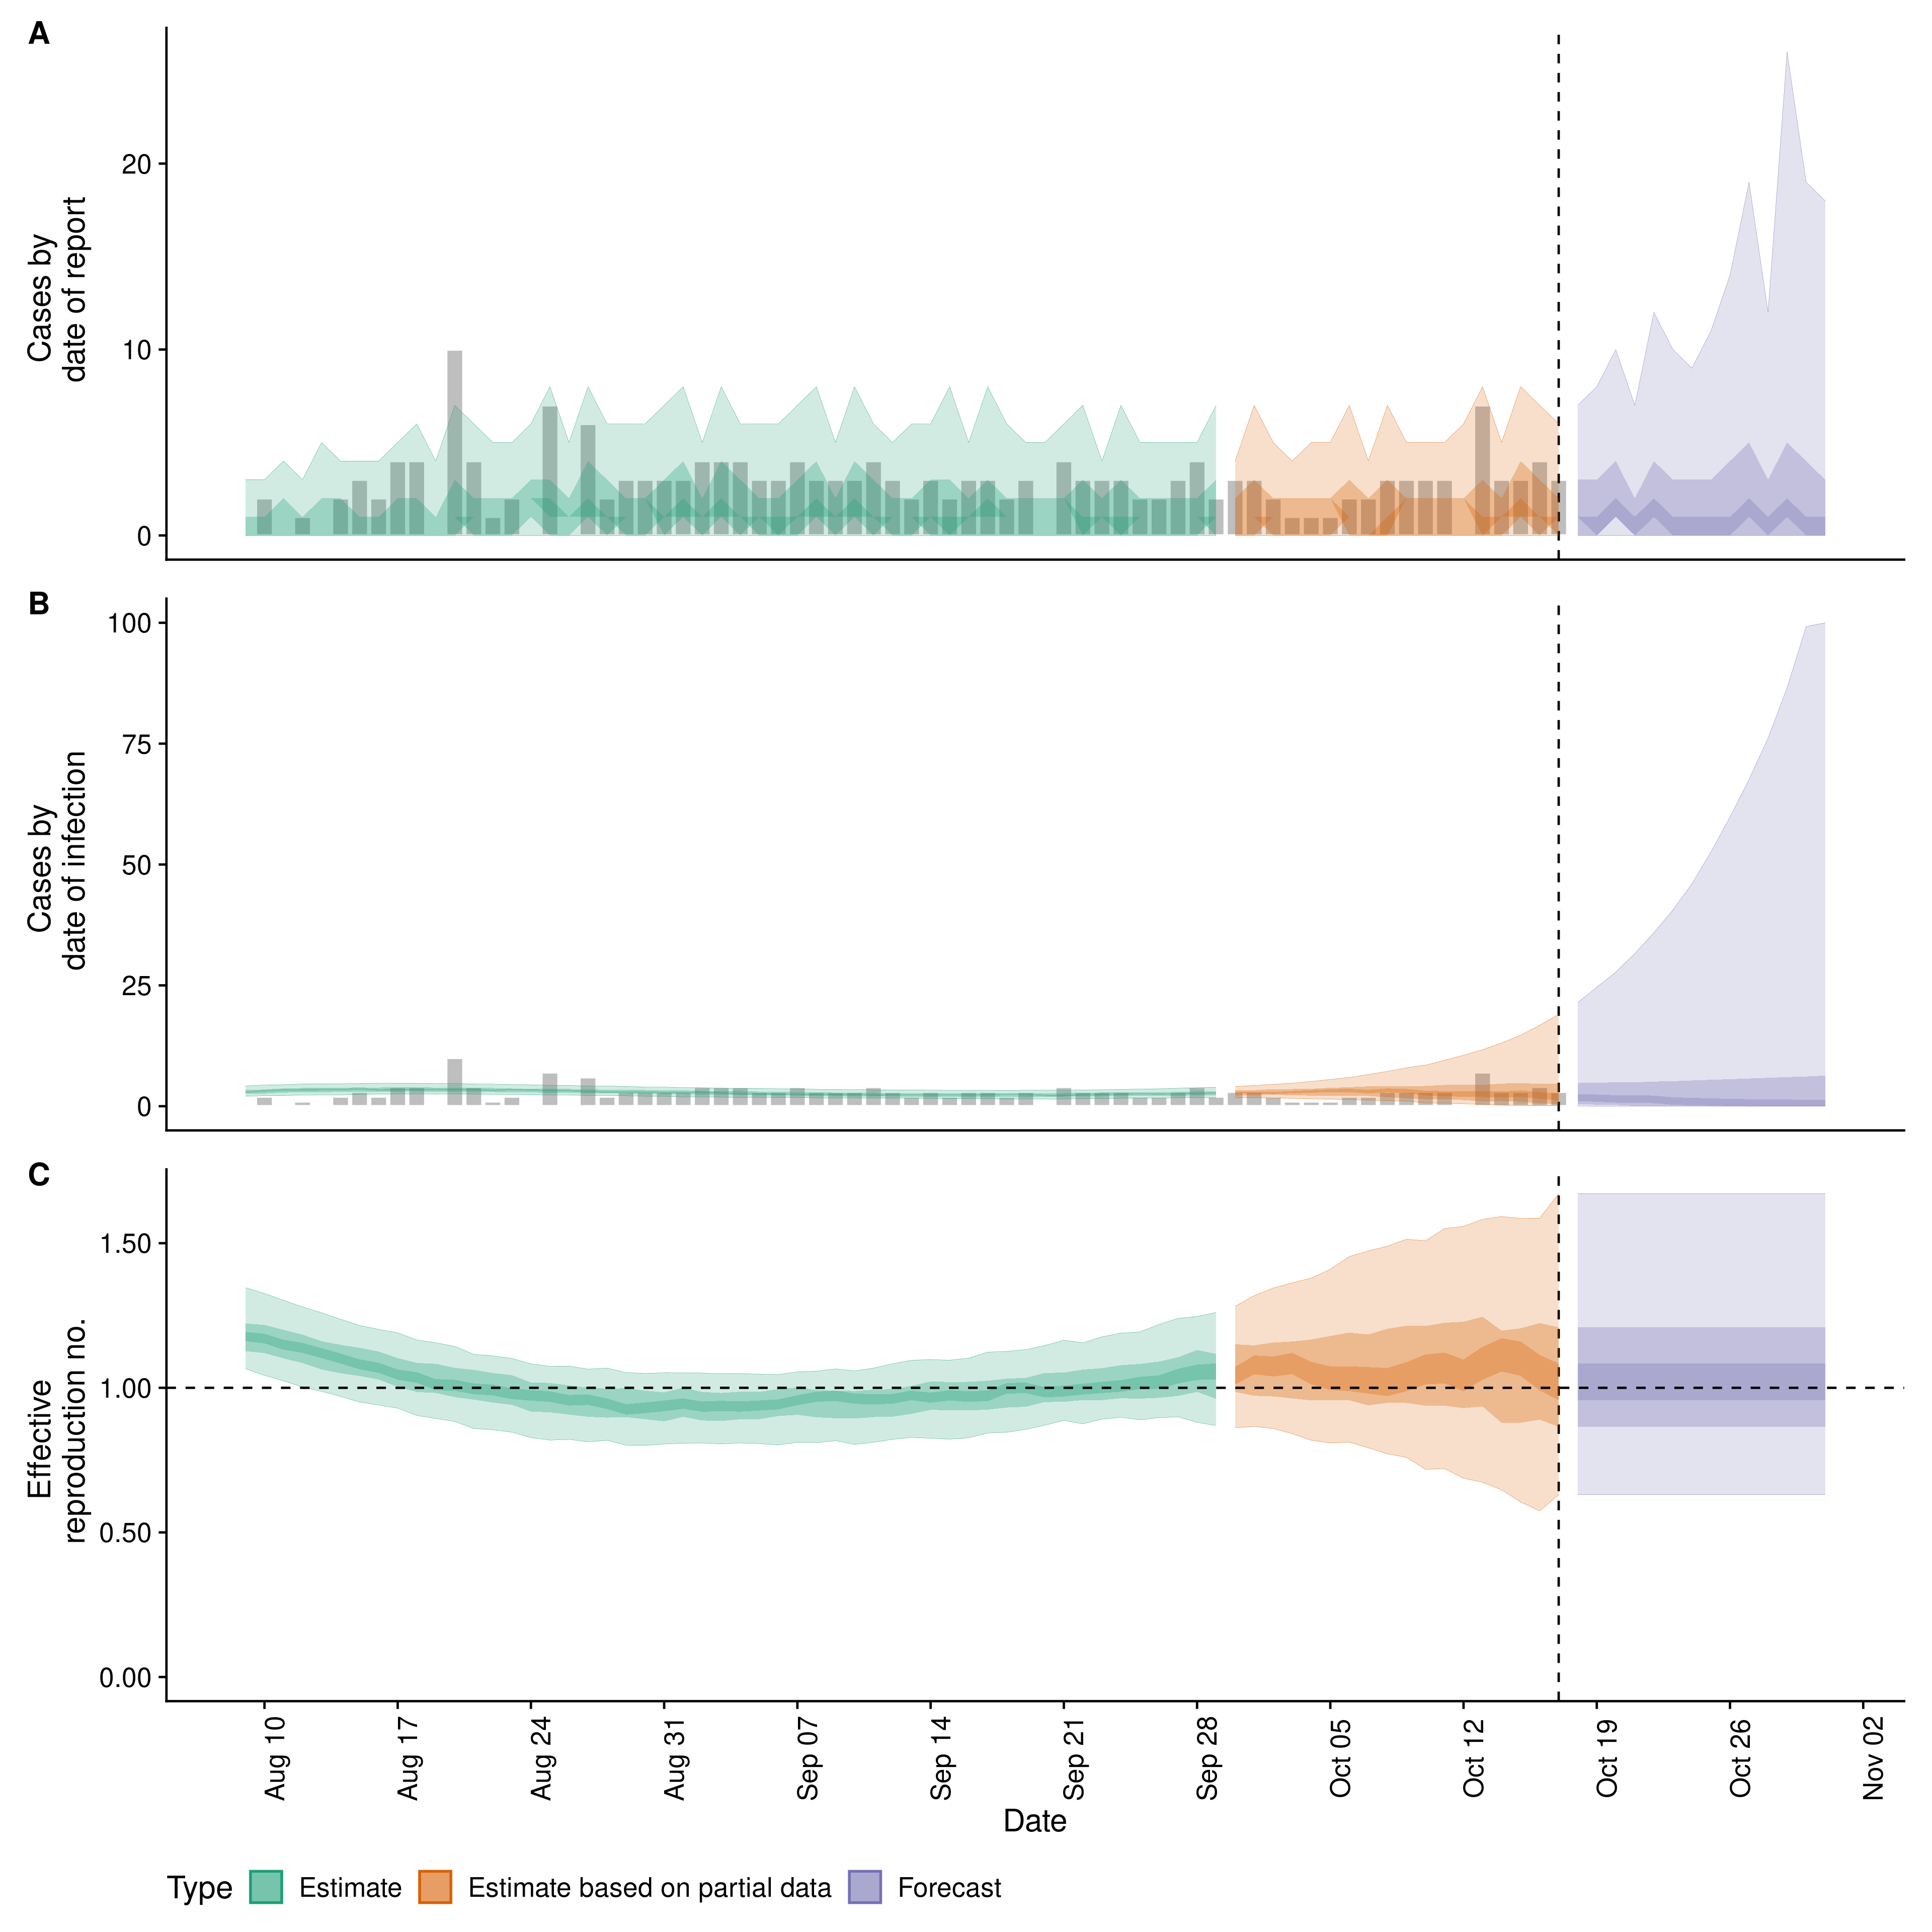 A
Cases by
date of report
20
10
0
B
Cases by
date of infection
100
75
50
25
0
C
Effective
reproduction no.
1.50
1.00
0.50
0.00
Aug 10
Aug 17
Aug 24
Aug 31
Sep 07
Sep 14
Sep 21
Sep 28
Oct 05
Oct 12
Oct 19
Oct 26
Nov 02
Date
Type Estimate Estimate based on partial data Forecast